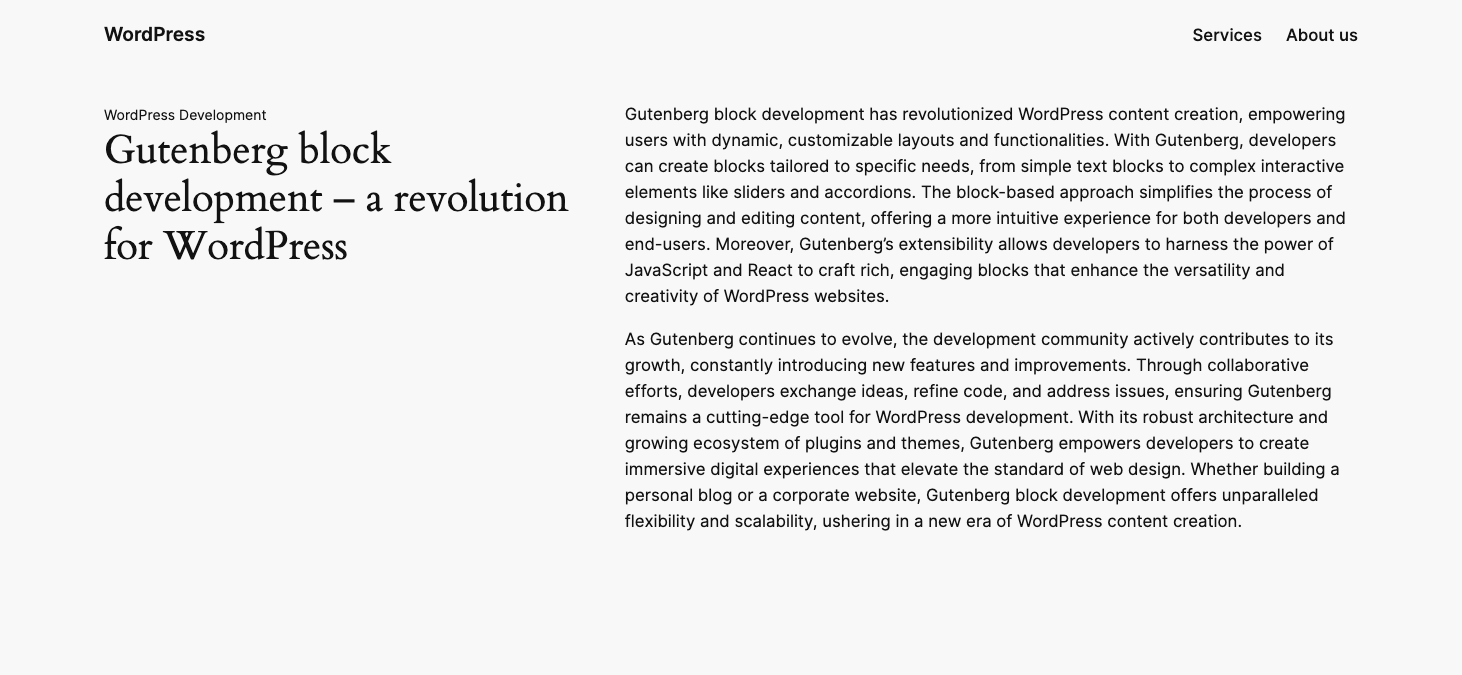 WordPress
Services About us
WordPress Development
Gutenberg block
development – a revolution
for WordPress
Gutenberg block development has revolutionized WordPress content creation, empowering
users with dynamic, customizable layouts and functionalities. With Gutenberg, developers
can create blocks tailored to specific needs, from simple text blocks to complex interactive
elements like sliders and accordions. The block-based approach simplifies the process of
designing and editing content, offering a more intuitive experience for both developers and
end-users. Moreover, Gutenberg’s extensibility allows developers to harness the power of
JavaScript and React to craft rich, engaging blocks that enhance the versatility and
creativity of WordPress websites.
As Gutenberg continues to evolve, the development community actively contributes to its
growth, constantly introducing new features and improvements. Through collaborative
efforts, developers exchange ideas, refine code, and address issues, ensuring Gutenberg
remains a cutting-edge tool for WordPress development. With its robust architecture and
growing ecosystem of plugins and themes, Gutenberg empowers developers to create
immersive digital experiences that elevate the standard of web design. Whether building a
personal blog or a corporate website, Gutenberg block development offers unparalleled
flexibility and scalability, ushering in a new era of WordPress content creation.